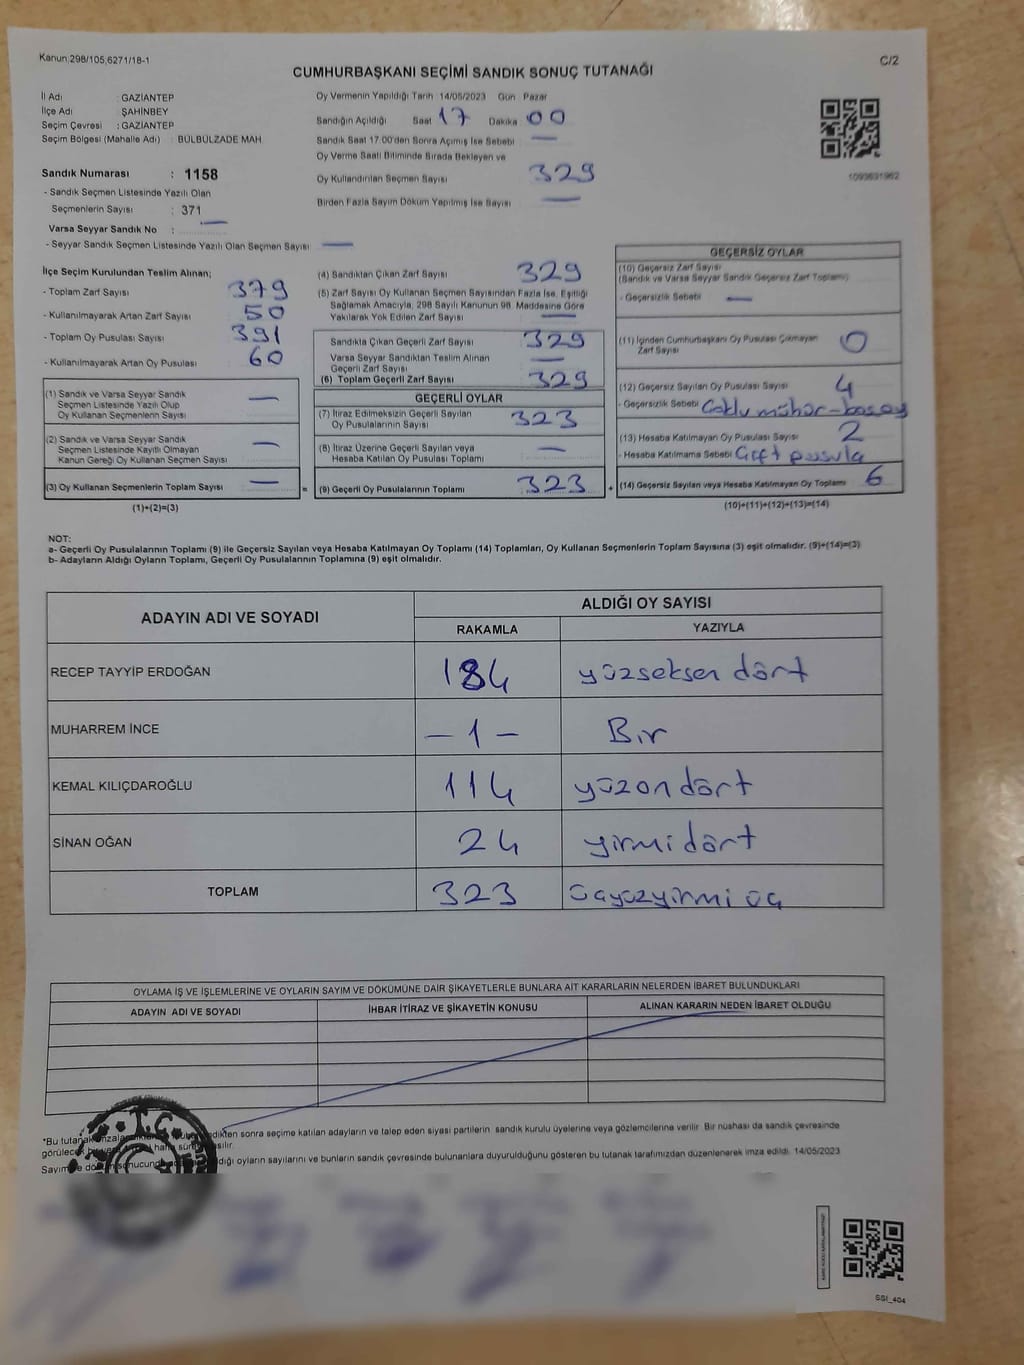 Kanun:298/105,6271/18-1
C/2
CUMHURBAŞKANI SEÇİMİ SANDIK SONUÇ TUTANAĞI
İl Adı : GAZİANTEP
İlçe Adı : ŞAHİNBEY
Seçim Çevresi : GAZİANTEP
Seçim Bölgesi (Mahalle Adı) : BÜLBÜLZADE MAH
Sandık Numarası : 1158
- Sandık Seçmen Listesinde Yazılı Olan
Seçmenlerin Sayısı : 371
Varsa Seyyar Sandık No : —
- Seyyar Sandık Seçmen Listesinde Yazılı Olan Seçmen Sayısı —
Oy Vermenin Yapıldığı Tarih 14/05/2023 Gün Pazar
Sandığın Açıldığı Saat 17 Dakika 00
Sandık Saat 17.00'den Sonra Açılmış İse Sebebi —
Oy Verme Saati Bitiminde Sırada Bekleyen ve
Oy Kullandırılan Seçmen Sayısı 329
Birden Fazla Sayım Döküm Yapılmış İse Sayısı —
1093631962
İlçe Seçim Kurulundan Teslim Alınan;
- Toplam Zarf Sayısı 379
- Kullanılmayarak Artan Zarf Sayısı 50
- Toplam Oy Pusulası Sayısı 391
- Kullanılmayarak Artan Oy Pusulası 60
(1) Sandık ve Varsa Seyyar Sandık
Seçmen Listesinde Yazılı Olup
Oy Kullanan Seçmenlerin Sayısı —
(2) Sandık ve Varsa Seyyar Sandık
Seçmen Listesinde Kayıtlı Olmayan
Kanun Gereği Oy Kullanan Seçmen Sayısı —
(3) Oy Kullanan Seçmenlerin Toplam Sayısı —
(1)+(2)=(3)
(4) Sandıktan Çıkan Zarf Sayısı 329
(5) Zarf Sayısı Oy Kullanan Seçmen Sayısından Fazla İse, Eşitliği
Sağlamak Amacıyla, 298 Sayılı Kanunun 98. Maddesine Göre
Yakılarak Yok Edilen Zarf Sayısı —
Sandıkta Çıkan Geçerli Zarf Sayısı 329
Varsa Seyyar Sandıktan Teslim Alınan
Geçerli Zarf Sayısı —
(6) Toplam Geçerli Zarf Sayısı 329
GEÇERLİ OYLAR
(7) İtiraz Edilmeksizin Geçerli Sayılan
Oy Pusulalarının Sayısı 323
(8) İtiraz Üzerine Geçerli Sayılan veya
Hesaba Katılan Oy Pusulası Toplamı —
= (9) Geçerli Oy Pusulalarının Toplamı 323 +
GEÇERSİZ OYLAR
(10) Geçersiz Zarf Sayısı
(Sandık ve Varsa Seyyar Sandık Geçersiz Zarf Toplamı)
- Geçersizlik Sebebi —
(11) İçinden Cumhurbaşkanı Oy Pusulası Çıkmayan
Zarf Sayısı 0
(12) Geçersiz Sayılan Oy Pusulası Sayısı 4
- Geçersizlik Sebebi Çoklu mühür
(13) Hesaba Katılmayan Oy Pusulası Sayısı 2
- Hesaba Katılmama Sebebi Çift pusula
(14) Geçersiz Sayılan veya Hesaba Katılmayan Oy Toplamı 6
(10)+(11)+(12)+(13)=(14)
NOT:
a- Geçerli Oy Pusulalarının Toplamı (9) ile Geçersiz Sayılan veya Hesaba Katılmayan Oy Toplamı (14) Toplamları, Oy Kullanan Seçmenlerin Toplam Sayısına (3) eşit olmalıdır. (9)+(14)=(3)
b- Adayların Aldığı Oyların Toplamı, Geçerli Oy Pusulalarının Toplamına (9) eşit olmalıdır.
ADAYIN ADI VE SOYADI
ALDIĞI OY SAYISI
RAKAMLA YAZIYLA
RECEP TAYYİP ERDOĞAN 184 yüzseksen dört
MUHARREM İNCE – 1 – Bir
KEMAL KILIÇDAROĞLU 114 yüzon dört
SİNAN OĞAN 24 yirmi dört
TOPLAM 323 üçyüzyirmi üç
OYLAMA İŞ VE İŞLEMLERİNE VE OYLARIN SAYIM VE DÖKÜMÜNE DAİR ŞİKAYETLERLE BUNLARA AİT KARARLARIN NELERDEN İBARET BULUNDUKLARI
ADAYIN ADI VE SOYADI İHBAR İTİRAZ VE ŞİKAYETİN KONUSU ALINAN KARARIN NEDEN İBARET OLDUĞU
*Bu tutanak sonra seçime katılan adayların ve talep eden siyasi partilerin sandık kurulu üyelerine veya gözlemcilerine verilir. Bir nüshası da sandık çevresinde
görülecek
oyların sayılarını ve bunların sandık çevresinde bulunanlara duyurulduğunu gösteren bu tutanak tarafımızdan düzenlenerek imza edildi. 14/05/2023
T.C.
SSI_404